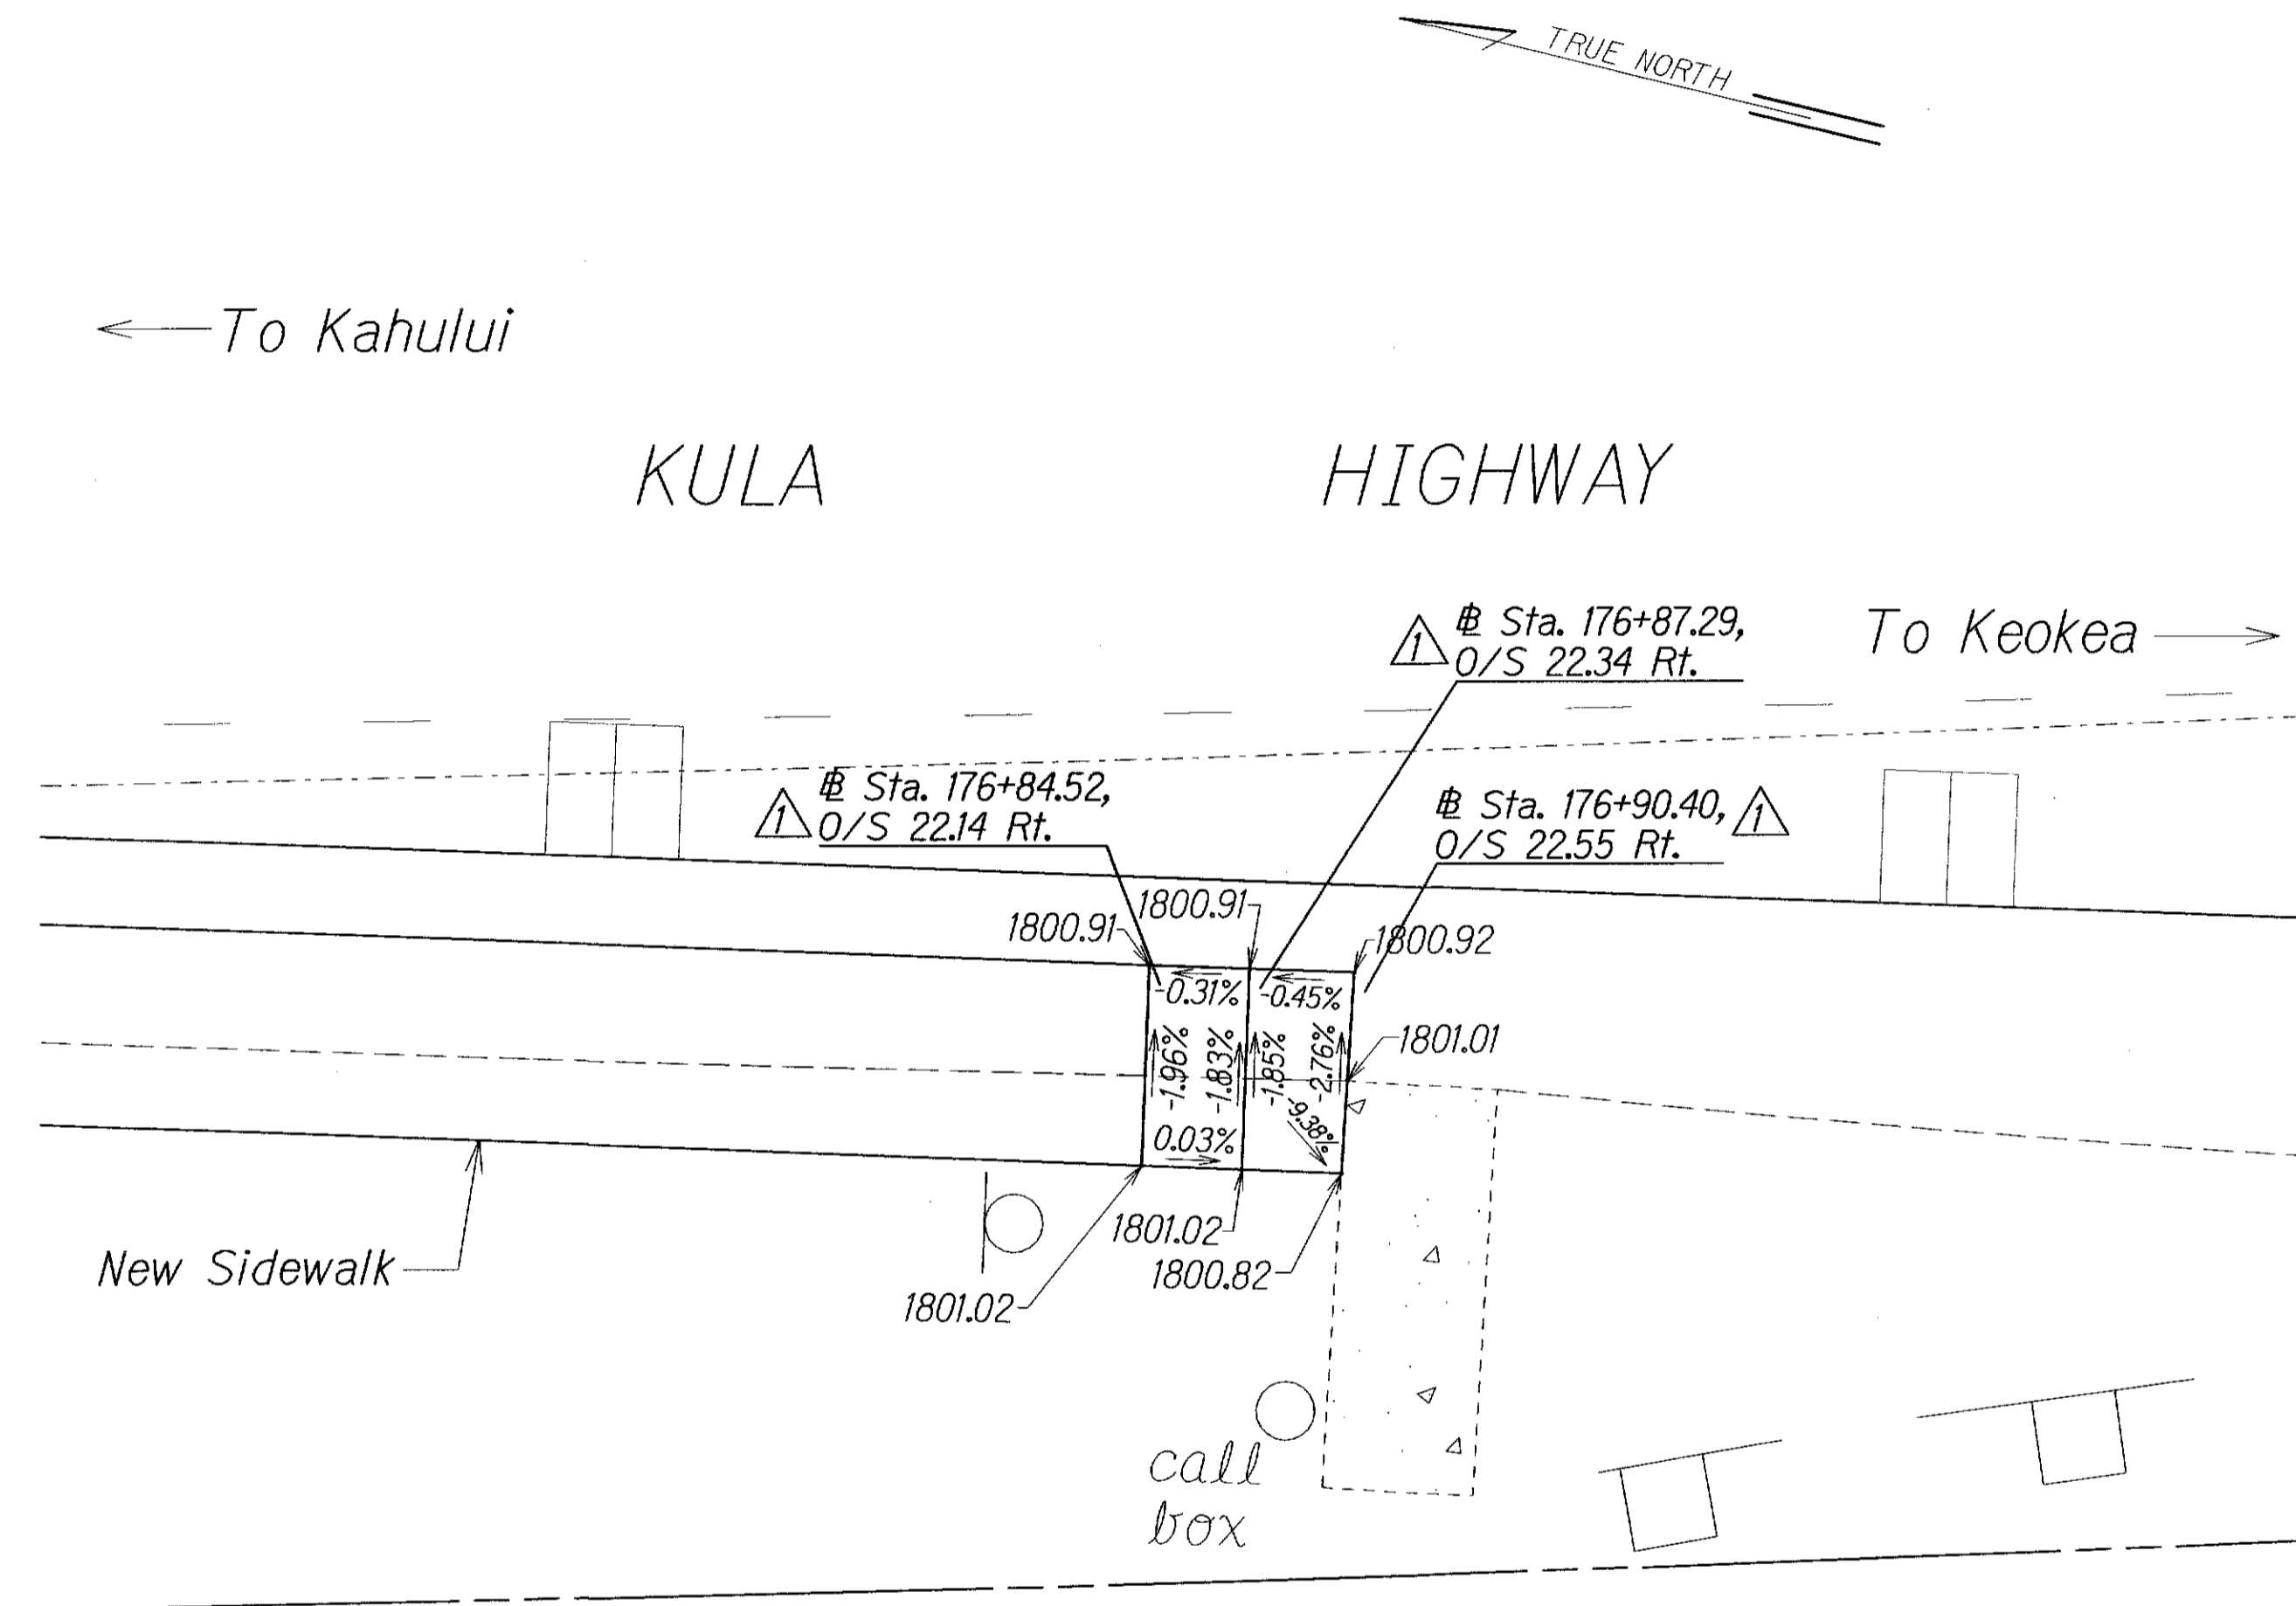 TRUE NORTH
To Kahului
KULA HIGHWAY
1
℄ Sta. 176+87.29,
O/S 22.34 Rt.
To Keokea
1
℄ Sta. 176+84.52,
O/S 22.14 Rt.
℄ Sta. 176+90.40,
O/S 22.55 Rt.
1
1800.91
1800.91
1800.92
-0.31%
-0.45%
-1.96%
-1.83%
-1.85%
-2.76%
1801.01
-9.38%
0.03%
1801.02
1800.82
1801.02
New Sidewalk
call
box